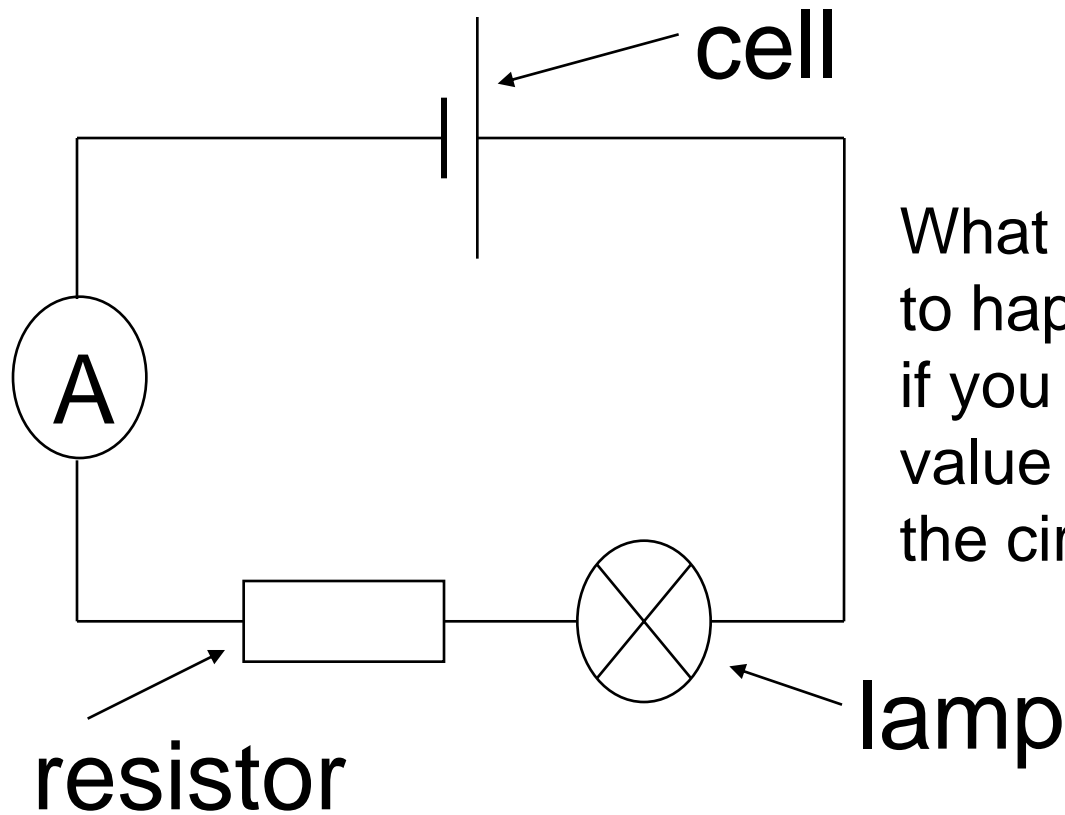 cell
What
to hap
if you
value
the cir
A
lamp
resistor